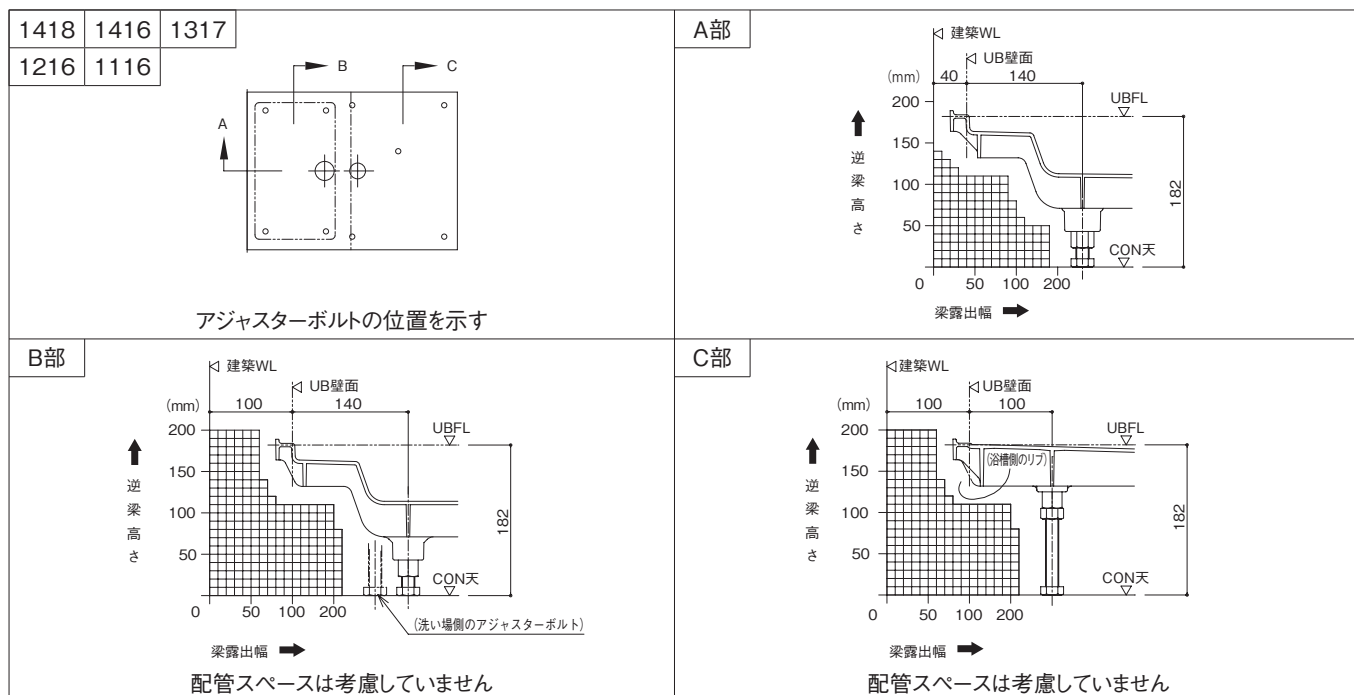 1418 1416 1317
1216 1116
B
C
A
アジャスターボルトの位置を示す
A部
建築WL
UB壁面
40 140
(mm)
200
150
100
50
0
逆梁高さ
UBFL
182
CON天
50 100 200
梁露出幅
B部
建築WL
UB壁面
100 140
(mm)
200
150
100
50
0
逆梁高さ
UBFL
182
CON天
50 100 200
(洗い場側のアジャスターボルト)
梁露出幅
配管スペースは考慮していません
C部
建築WL
UB壁面
100 100
(mm)
200
150
100
50
0
逆梁高さ
UBFL
(浴槽側のリブ)
182
CON天
50 100 200
梁露出幅
配管スペースは考慮していません